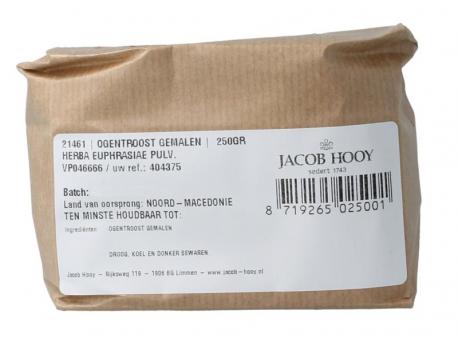 21461 | OGENTROOST GEMALEN | 250GR
HERBA EUPHRASIAE PULV.
VP046666 / uw ref.: 404375
Batch:
Land van oorsprong: NOORD-MACEDONIE
TEN MINSTE HOUDBAAR TOT:
Ingrediënten: OGENTROOST GEMALEN
DROOG, KOEL EN DONKER BEWAREN
Jacob Hooy - Nijksweg 119 - 1906 BG Limmen - www.jacob-hooy.nl
JACOB HOOY
sedert 1743
8 719265 025001